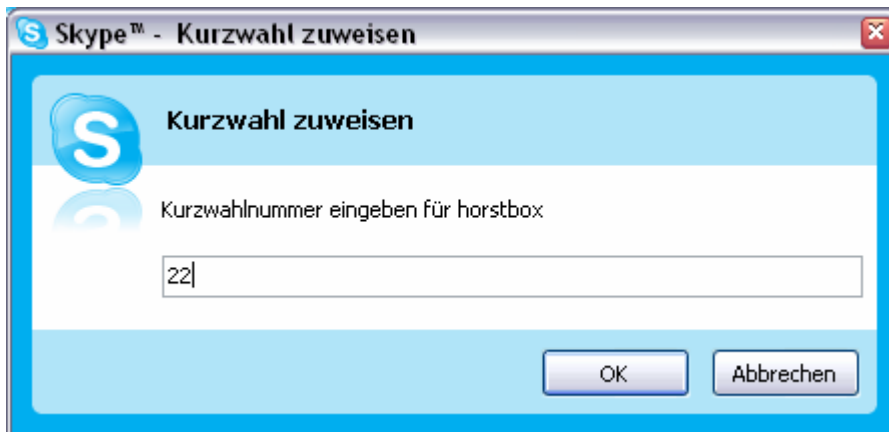 Skype™ - Kurzwahl zuweisen
Kurzwahl zuweisen
Kurzwahlnummer eingeben für horstbox
22
OK Abbrechen